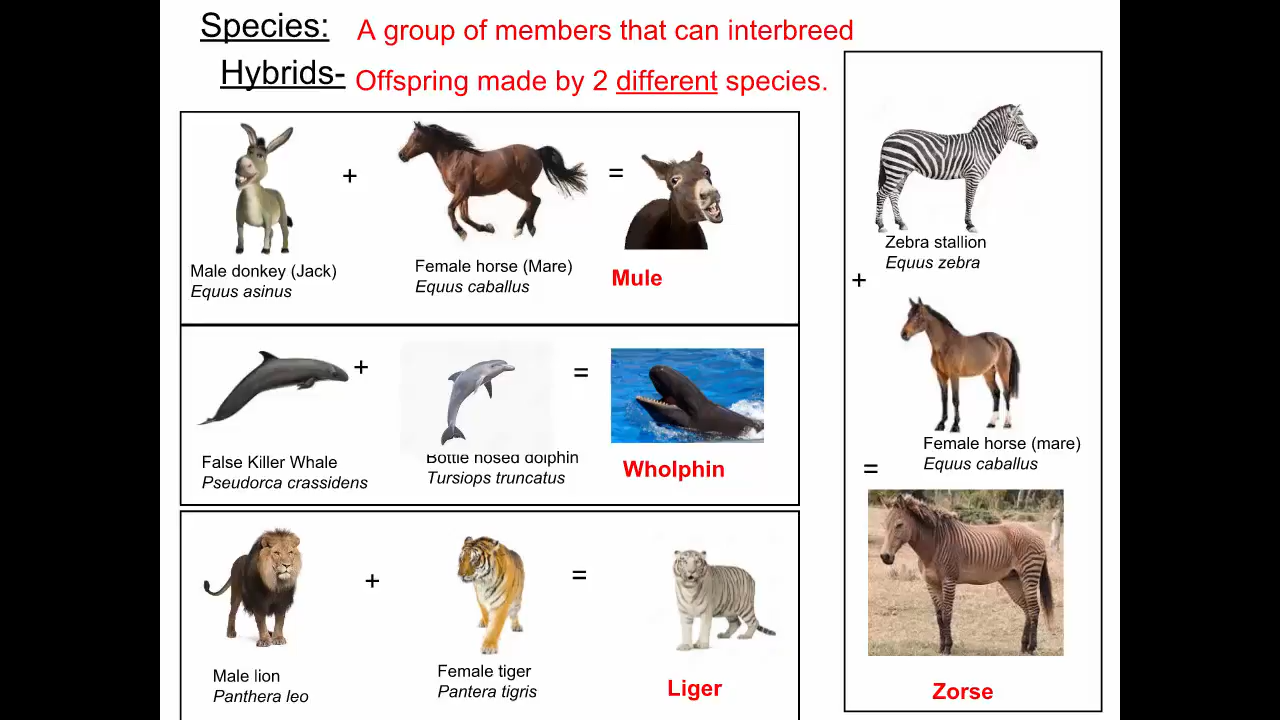 Species: A group of members that can interbreed
Hybrids- Offspring made by 2 different species.
+
=
Male donkey (Jack)
Equus asinus
Female horse (Mare)
Equus caballus
Mule
+
=
False Killer Whale
Pseudorca crassidens
Bottle nosed dolphin
Tursiops truncatus
Wholphin
+
=
Male lion
Panthera leo
Female tiger
Pantera tigris
Liger
Zebra stallion
Equus zebra
+
Female horse (mare)
Equus caballus
=
Zorse